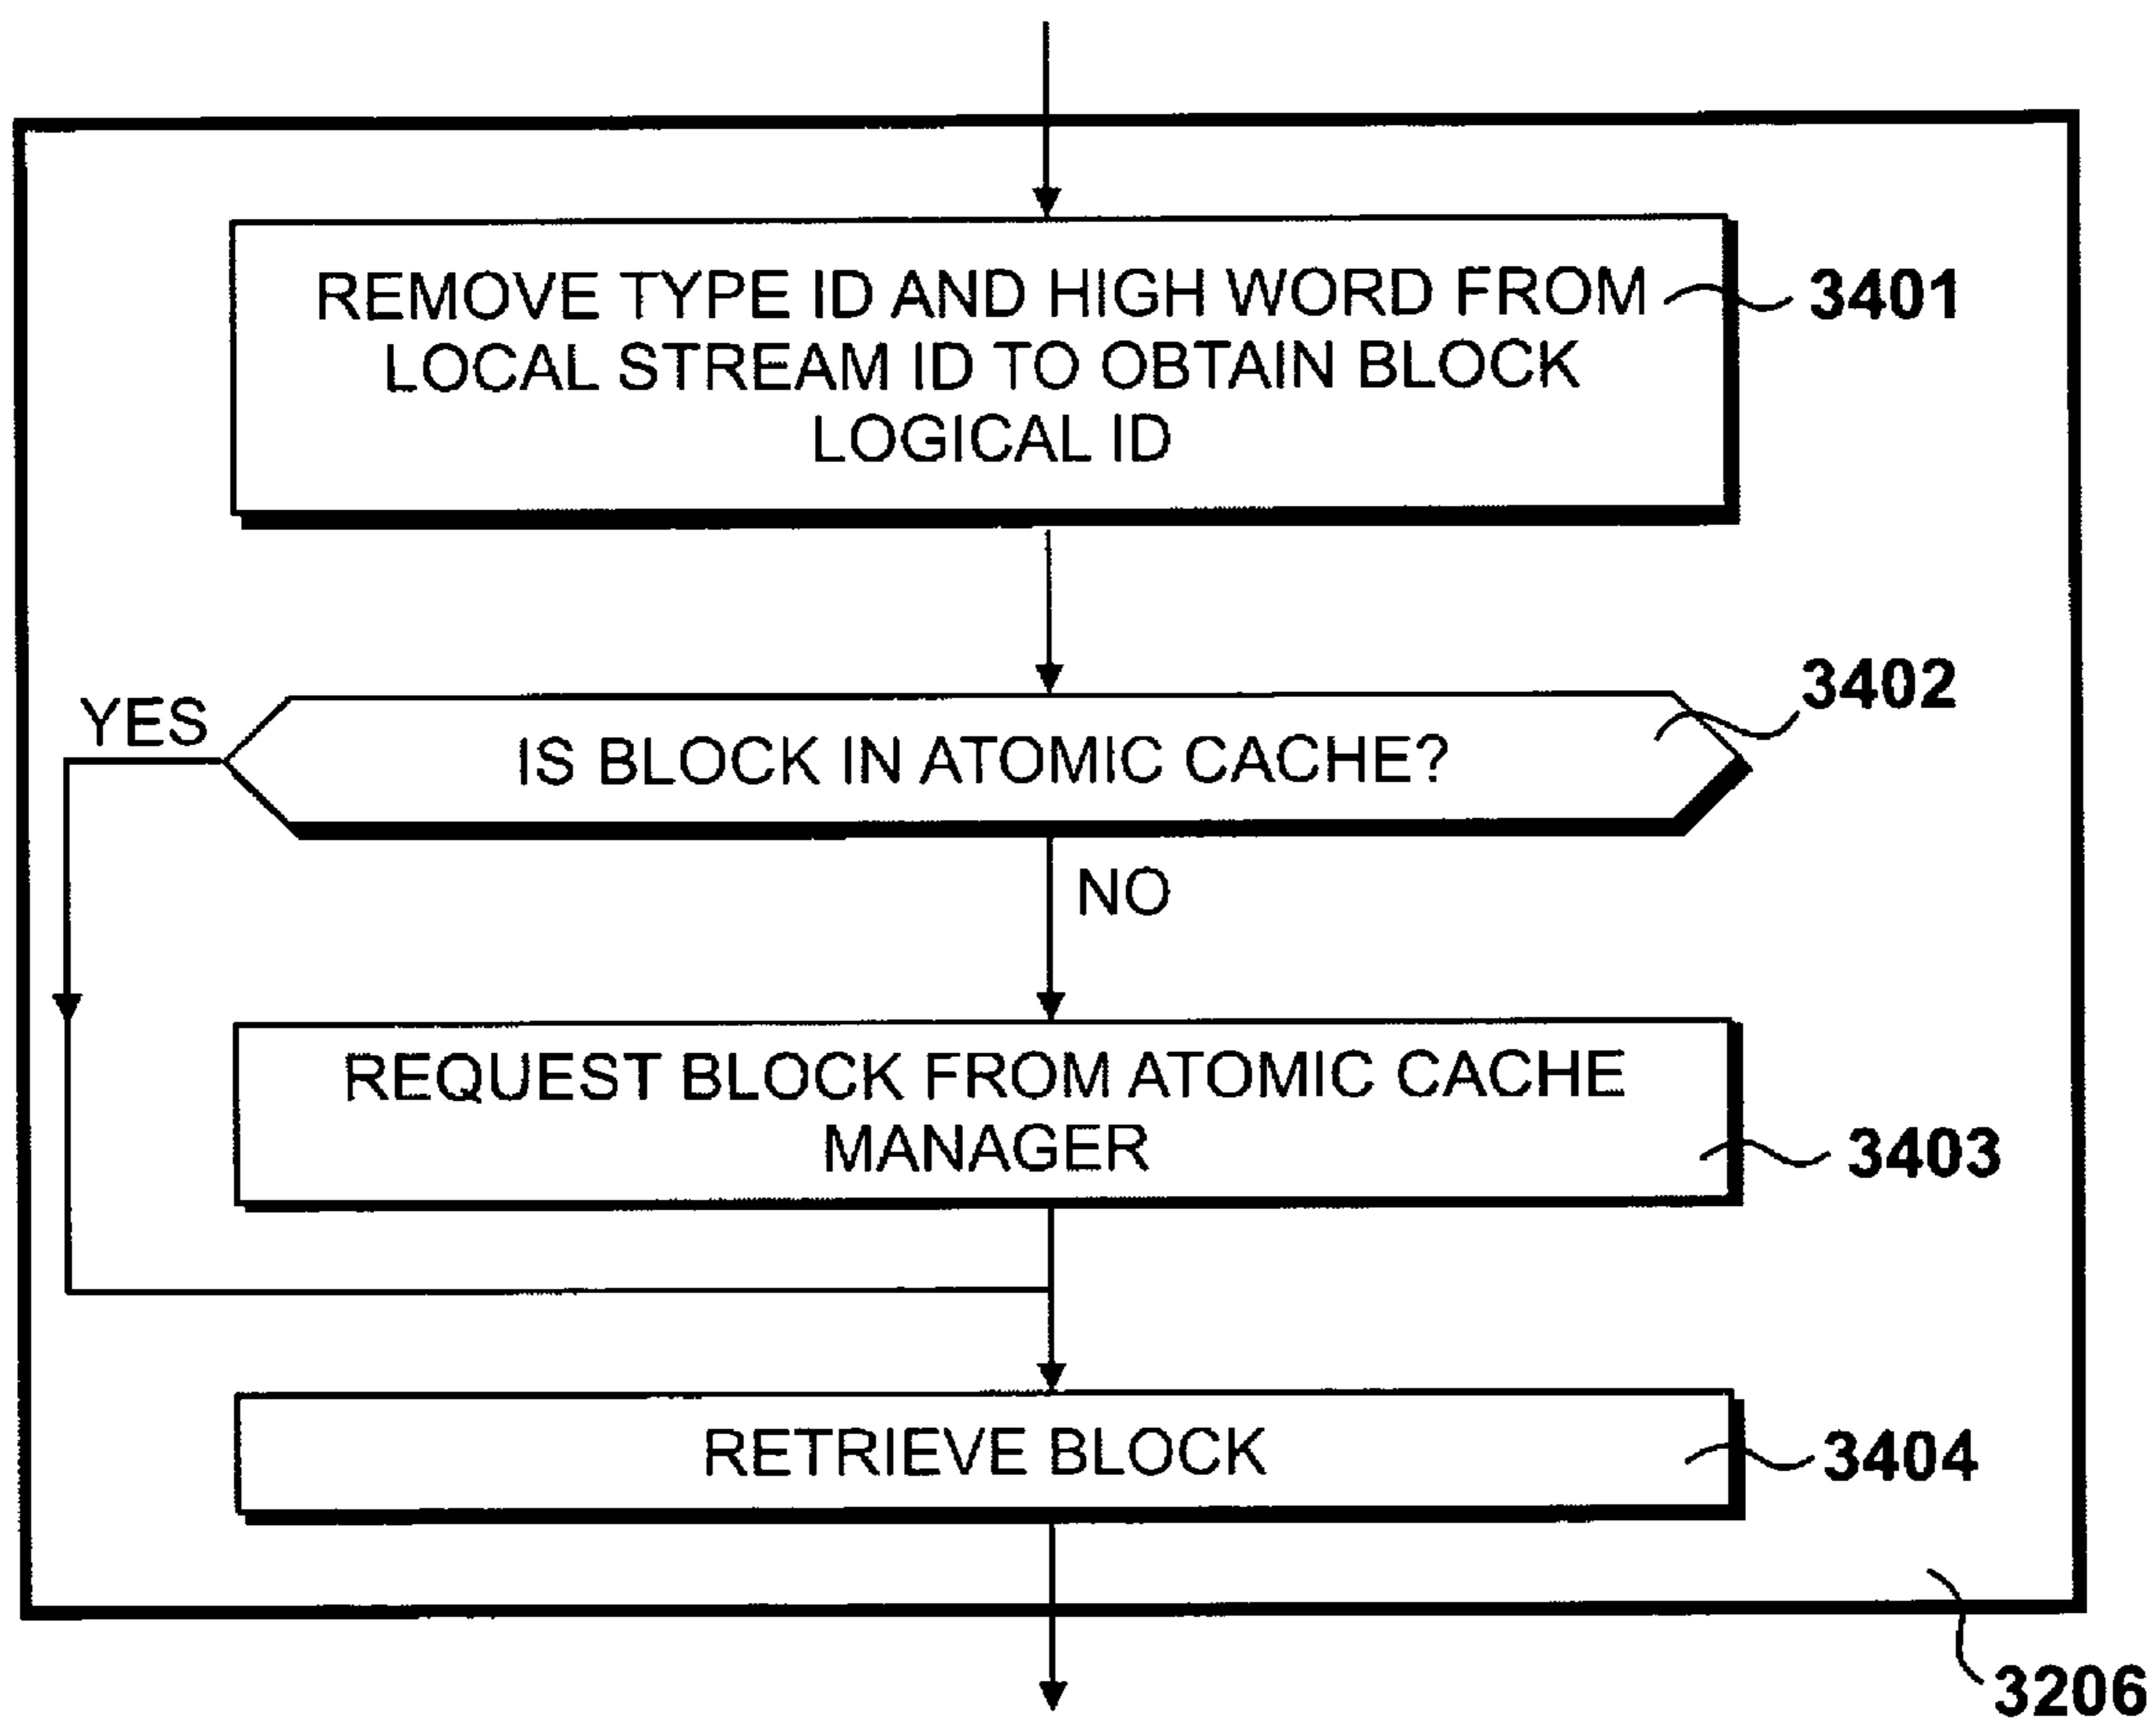 REMOVE TYPE ID AND HIGH WORD FROM
LOCAL STREAM ID TO OBTAIN BLOCK
LOGICAL ID
3401
3402
YES
IS BLOCK IN ATOMIC CACHE?
NO
REQUEST BLOCK FROM ATOMIC CACHE
MANAGER
3403
RETRIEVE BLOCK
3404
3206